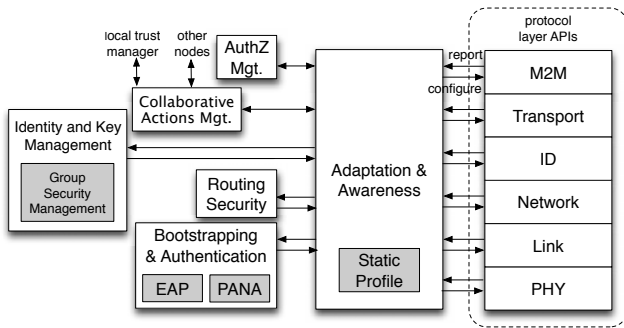 protocol
layer APIs
local trust
manager
other
nodes
AuthZ
Mgt.
report
configure
M2M
Collaborative
Actions Mgt.
Transport
Identity and Key
Management
Group
Security
Management
Adaptation &
Awareness
ID
Routing
Security
Network
Bootstrapping
& Authentication
EAP
PANA
Static
Profile
Link
PHY